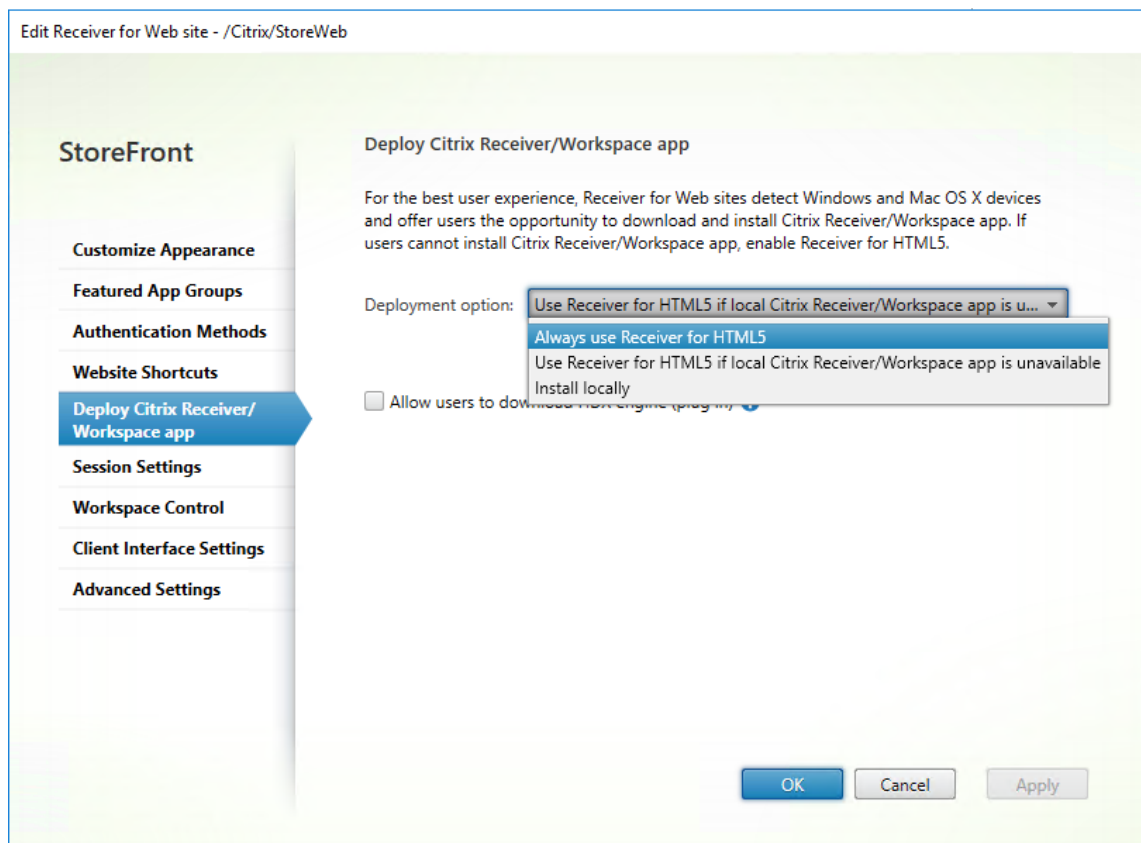 Edit Receiver for Web site - /Citrix/StoreWeb
StoreFront
Customize Appearance
Featured App Groups
Authentication Methods
Website Shortcuts
Deploy Citrix Receiver/
Workspace app
Session Settings
Workspace Control
Client Interface Settings
Advanced Settings
Deploy Citrix Receiver/Workspace app
For the best user experience, Receiver for Web sites detect Windows and Mac OS X devices
and offer users the opportunity to download and install Citrix Receiver/Workspace app. If
users cannot install Citrix Receiver/Workspace app, enable Receiver for HTML5.
Deployment option: Use Receiver for HTML5 if local Citrix Receiver/Workspace app is u...
Always use Receiver for HTML5
Use Receiver for HTML5 if local Citrix Receiver/Workspace app is unavailable
Install locally
Allow users to download HDX engine (plug-in)
OK
Cancel
Apply